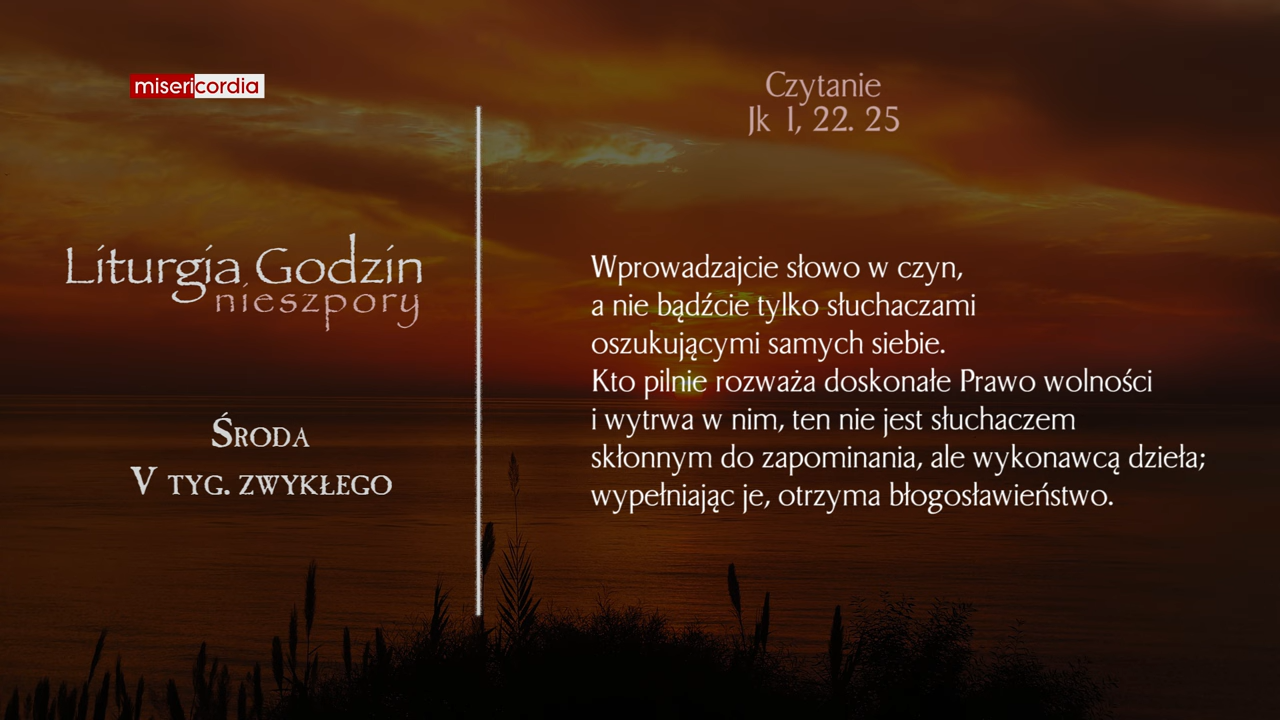 misericordia
Liturgia Godzin
nieszpory
Środa
V tyg. zwykłego
Czytanie
Jk 1, 22. 25
Wprowadzajcie słowo w czyn,
a nie bądźcie tylko słuchaczami
oszukującymi samych siebie.
Kto pilnie rozważa doskonałe Prawo wolności
i wytrwa w nim, ten nie jest słuchaczem
skłonnym do zapominania, ale wykonawcą dzieła;
wypełniając je, otrzyma błogosławieństwo.